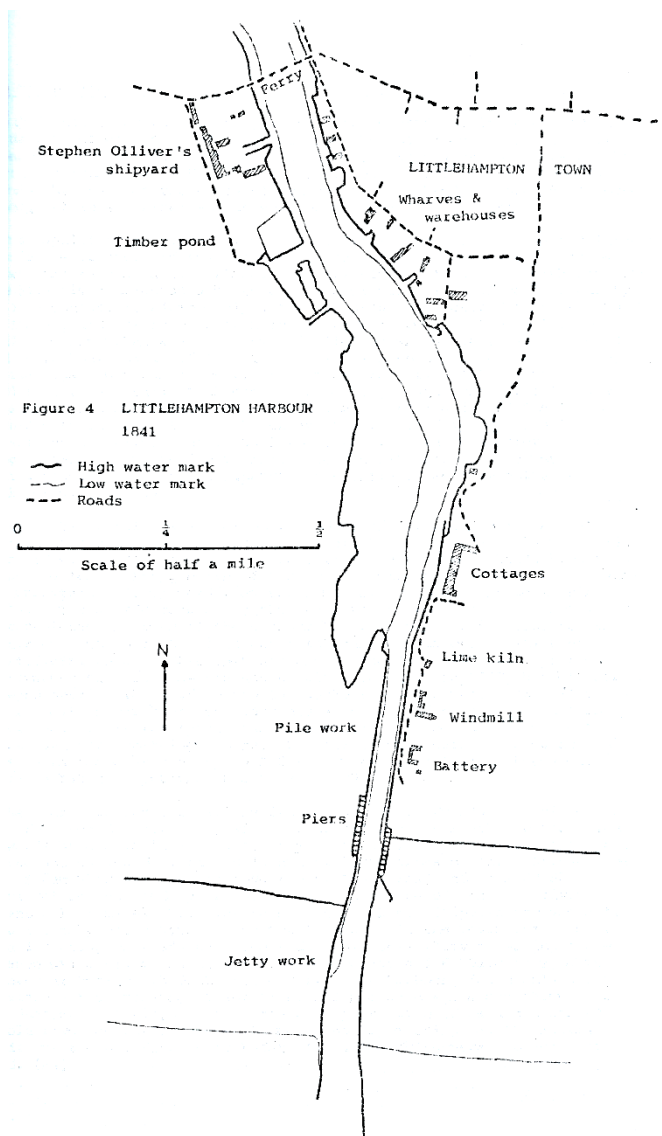 Ferry
Stephen Olliver's
shipyard
LITTLEHAMPTON TOWN
Wharves &
warehouses
Timber pond
Figure 4 LITTLEHAMPTON HARBOUR
1841
High water mark
Low water mark
Roads
0 1/4 1/2
Scale of half a mile
Cottages
N
Lime kiln
Windmill
Pile work
Battery
Piers
Jetty work